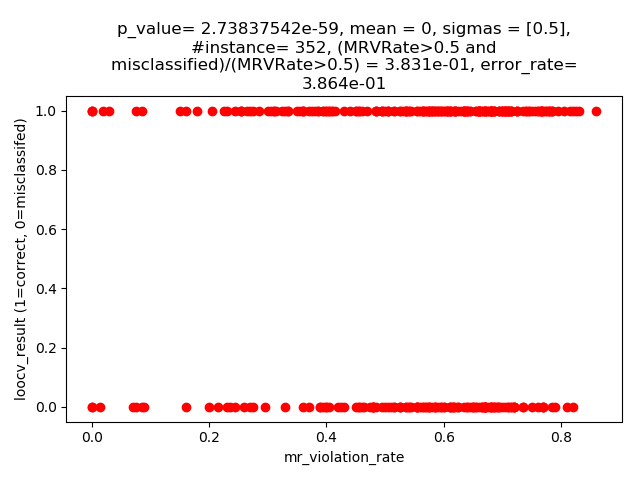 p_value= 2.73837542e-59, mean = 0, sigmas = [0.5],
#instance= 352, (MRVRate>0.5 and
misclassified)/(MRVRate>0.5) = 3.831e-01, error_rate=
3.864e-01
1.0
0.8
0.6
0.4
0.2
0.0
loocv_result (1=correct, 0=misclassifed)
0.0 0.2 0.4 0.6 0.8
mr_violation_rate